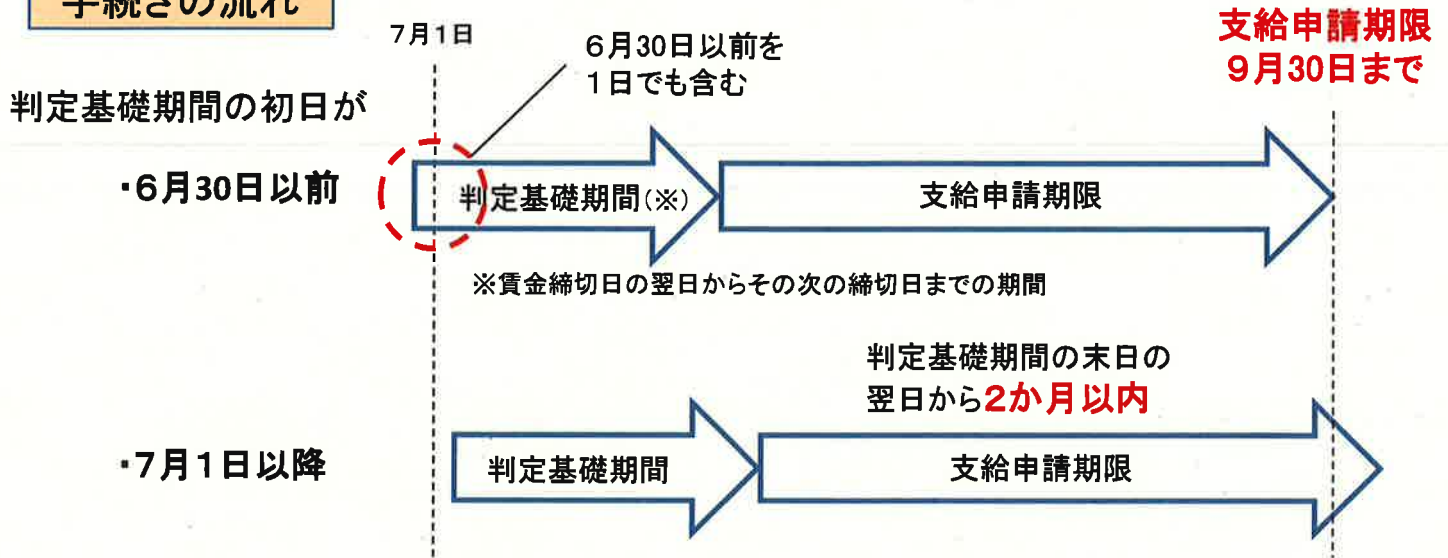 手続きの流れ
7月1日
6月30日以前を
1日でも含む
支給申請期限
9月30日まで
判定基礎期間の初日が
・6月30日以前
判定基礎期間(※)
支給申請期限
※賃金締切日の翌日からその次の締切日までの期間
判定基礎期間の末日の
翌日から2か月以内
・7月1日以降
判定基礎期間
支給申請期限